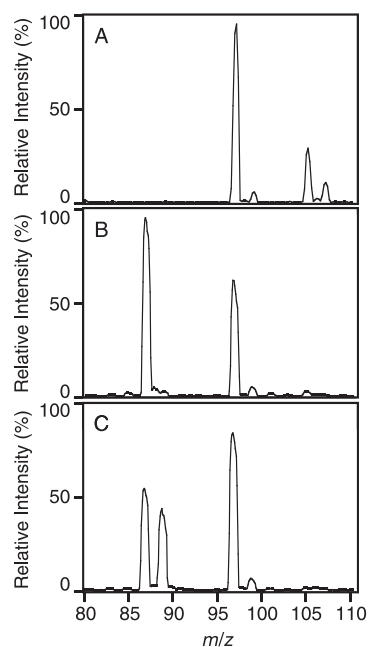 100
A
50
0
Relative Intensity (%)
100
B
50
0
Relative Intensity (%)
100
C
50
0
Relative Intensity (%)
80 85 90 95 100 105 110
m/z